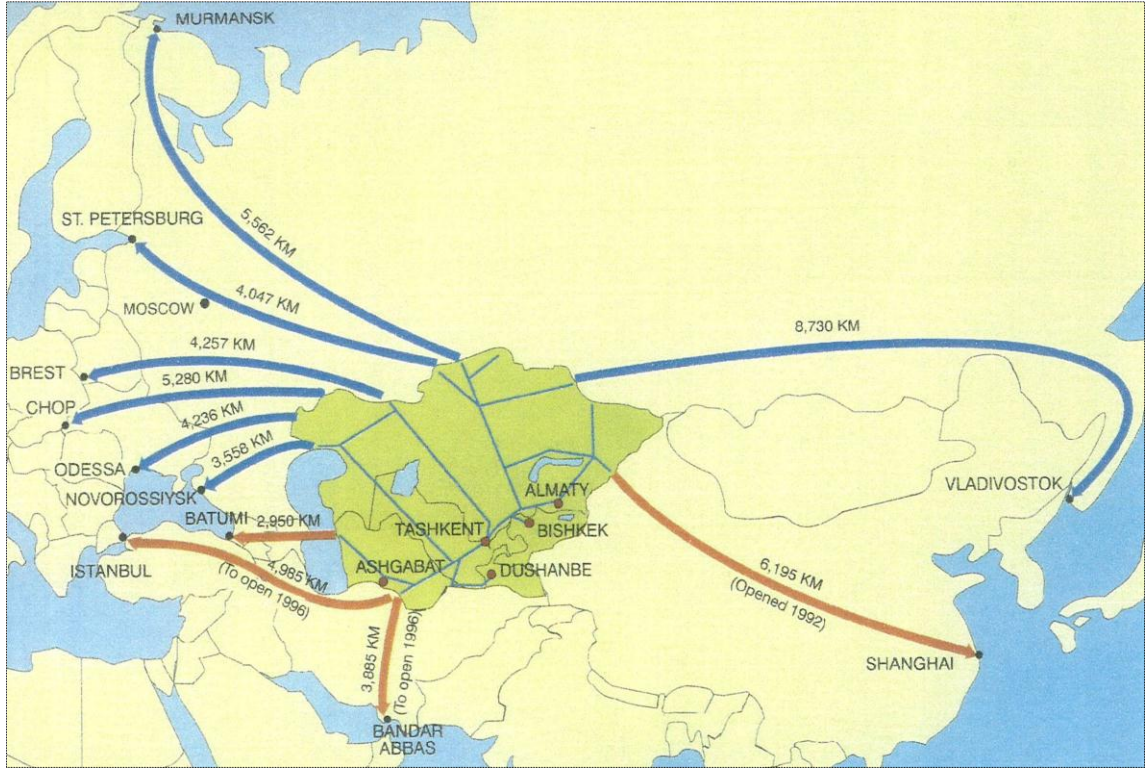 MURMANSK
5,562 KM
ST. PETERSBURG
4.047 KM
MOSCOW
8,730 KM
4,257 KM
BREST
5,280 KM
CHOP
4,236 KM
3,558 KM
ODESSA
NOVOROSSIYSK
VLADIVOSTOK
ALMATY
BATUMI
2,950 KM
TASHKENT
BISHKEK
ISTANBUL
4,985 KM
(To open 1996)
ASHGABAT
DUSHANBE
6,195 KM
(Opened 1992)
3,885 KM
(To open 1996)
SHANGHAI
BANDAR
ABBAS